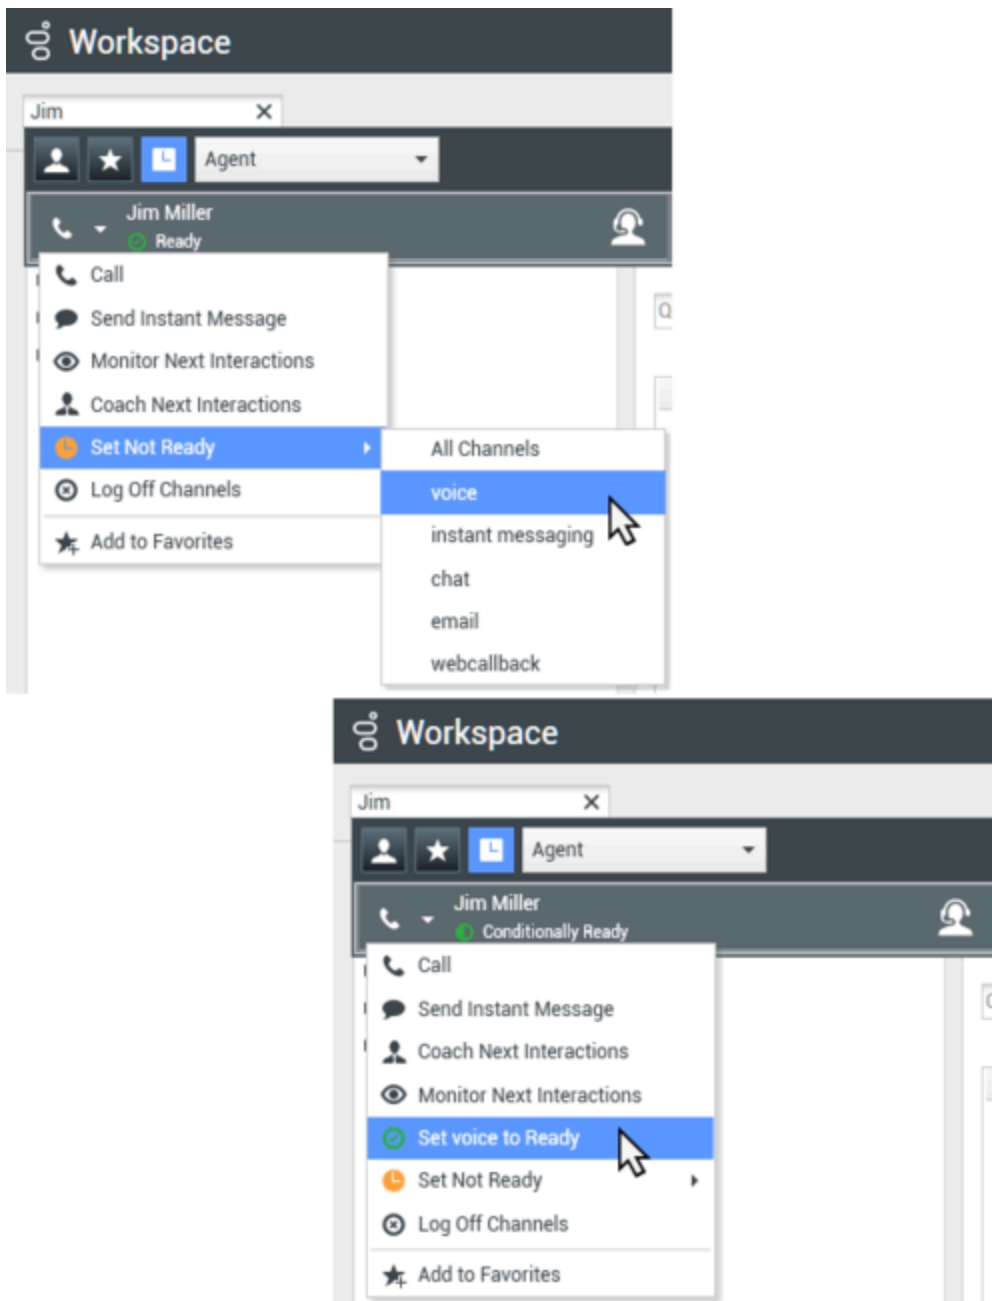 Workspace
Jim
Agent
Jim Miller
Ready
Call
Send Instant Message
Monitor Next Interactions
Coach Next Interactions
Set Not Ready
Log Off Channels
Add to Favorites
All Channels
voice
instant messaging
chat
email
webcallback
Workspace
Jim
Agent
Jim Miller
Conditionally Ready
Call
Send Instant Message
Coach Next Interactions
Monitor Next Interactions
Set voice to Ready
Set Not Ready
Log Off Channels
Add to Favorites